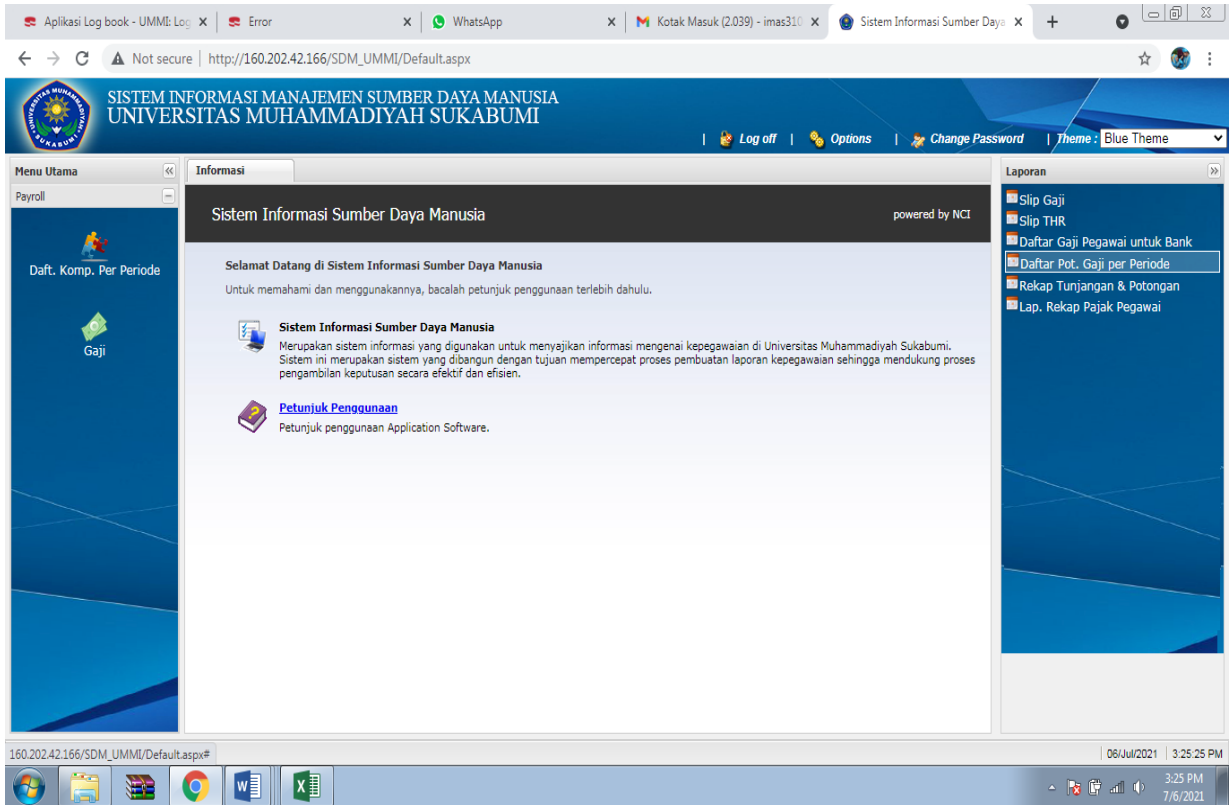 Aplikasi Log book - UMMI: Log
Error
WhatsApp
Kotak Masuk (2.039) - imas310
Sistem Informasi Sumber Daya
Not secure | http://160.202.42.166/SDM_UMMI/Default.aspx
SISTEM INFORMASI MANAJEMEN SUMBER DAYA MANUSIA
UNIVERSITAS MUHAMMADIYAH SUKABUMI
| Log off | Options | Change Password | Theme : Blue Theme
Menu Utama
Payroll
Daft. Komp. Per Periode
Gaji
Informasi
Sistem Informasi Sumber Daya Manusia
powered by NCI
Selamat Datang di Sistem Informasi Sumber Daya Manusia
Untuk memahami dan menggunakannya, bacalah petunjuk penggunaan terlebih dahulu.
Sistem Informasi Sumber Daya Manusia
Merupakan sistem informasi yang digunakan untuk menyajikan informasi mengenai kepegawaian di Universitas Muhammadiyah Sukabumi.
Sistem ini merupakan sistem yang dibangun dengan tujuan mempercepat proses pembuatan laporan kepegawaian sehingga mendukung proses
pengambilan keputusan secara efektif dan efisien.
Petunjuk Penggunaan
Petunjuk penggunaan Application Software.
Laporan
Slip Gaji
Slip THR
Daftar Gaji Pegawai untuk Bank
Daftar Pot. Gaji per Periode
Rekap Tunjangan & Potongan
Lap. Rekap Pajak Pegawai
160.202.42.166/SDM_UMMI/Default.aspx#
06/Jul/2021 | 3:25:25 PM
3:25 PM
7/6/2021